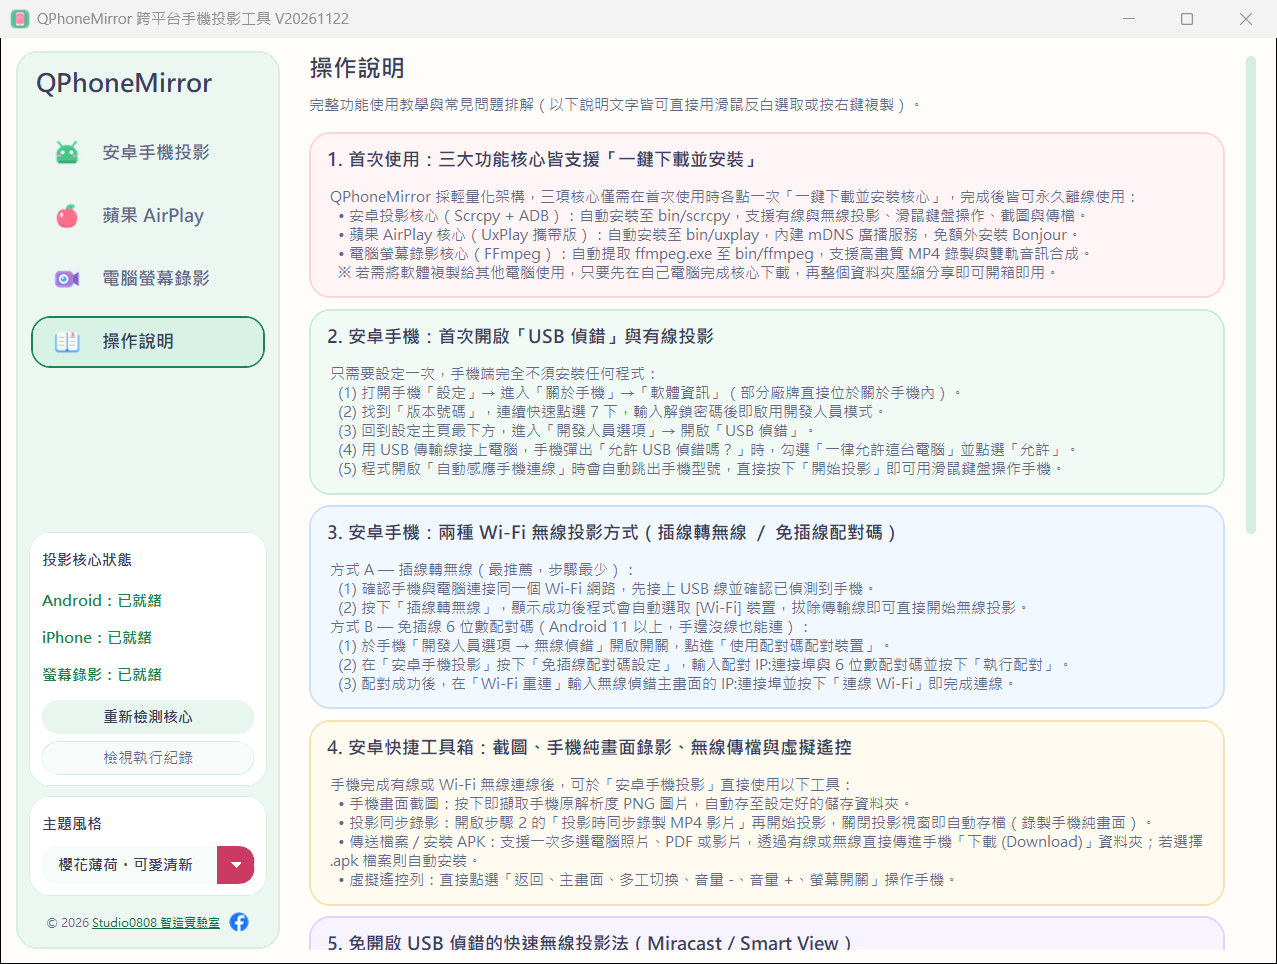 QPhoneMirror 跨平台手機投影工具 V20261122
QPhoneMirror
安卓手機投影
蘋果 AirPlay
電腦螢幕錄影
操作說明
投影核心狀態
Android：已就緒
iPhone：已就緒
螢幕錄影：已就緒
重新檢測核心
檢視執行紀錄
主題風格
櫻花薄荷・可愛清新
© 2026 Studio0808 智造實驗室
操作說明
完整功能使用教學與常見問題排解（以下說明文字皆可直接用滑鼠反白選取或按右鍵複製）。
1. 首次使用：三大功能核心皆支援「一鍵下載並安裝」
QPhoneMirror 採輕量化架構，三項核心僅需在首次使用時各點一次「一鍵下載並安裝核心」，完成後皆可永久離線使用：
• 安卓投影核心（Scrcpy + ADB）：自動安裝至 bin/scrcpy，支援有線與無線投影、滑鼠鍵盤操作、截圖與傳檔。
• 蘋果 AirPlay 核心（UxPlay 攜帶版）：自動安裝至 bin/uxplay，內建 mDNS 廣播服務，免額外安裝 Bonjour。
• 電腦螢幕錄影核心（FFmpeg）：自動提取 ffmpeg.exe 至 bin/ffmpeg，支援高畫質 MP4 錄製與雙軌音訊合成。
※ 若需將軟體複製給其他電腦使用，只要先在自己電腦完成核心下載，再整個資料夾壓縮分享即可開箱即用。
2. 安卓手機：首次開啟「USB 偵錯」與有線投影
只需要設定一次，手機端完全不須安裝任何程式：
(1) 打開手機「設定」→ 進入「關於手機」→「軟體資訊」（部分廠牌直接位於關於手機內）。
(2) 找到「版本號碼」，連續快速點選 7 下，輸入解鎖密碼後即啟用開發人員模式。
(3) 回到設定主頁最下方，進入「開發人員選項」→ 開啟「USB 偵錯」。
(4) 用 USB 傳輸線接上電腦，手機彈出「允許 USB 偵錯嗎？」時，勾選「一律允許這台電腦」並點選「允許」。
(5) 程式開啟「自動感應手機連線」時會自動跳出手機型號，直接按下「開始投影」即可用滑鼠鍵盤操作手機。
3. 安卓手機：兩種 Wi-Fi 無線投影方式（插線轉無線 ／ 免插線配對碼）
方式 A — 插線轉無線（最推薦，步驟最少）：
(1) 確認手機與電腦連接同一個 Wi-Fi 網路，先接上 USB 線並確認已偵測到手機。
(2) 按下「插線轉無線」，顯示成功後程式會自動選取 [Wi-Fi] 裝置，拔除傳輸線即可直接開始無線投影。
方式 B — 免插線 6 位數配對碼（Android 11 以上，手邊沒線也能連）：
(1) 於手機「開發人員選項 → 無線偵錯」開啟開關，點進「使用配對碼配對裝置」。
(2) 在「安卓手機投影」按下「免插線配對碼設定」，輸入配對 IP:連接埠與 6 位數配對碼並按下「執行配對」。
(3) 配對成功後，在「Wi-Fi 重連」輸入無線偵錯主畫面的 IP:連接埠並按下「連線 Wi-Fi」即完成連線。
4. 安卓快捷工具箱：截圖、手機純畫面錄影、無線傳檔與虛擬遙控
手機完成有線或 Wi-Fi 無線連線後，可於「安卓手機投影」直接使用以下工具：
• 手機畫面截圖：按下即擷取手機原解析度 PNG 圖片，自動存至設定好的儲存資料夾。
• 投影同步錄影：開啟步驟 2 的「投影時同步錄製 MP4 影片」再開始投影，關閉投影視窗即自動存檔（錄製手機純畫面）。
• 傳送檔案 / 安裝 APK：支援一次多選電腦照片、PDF 或影片，透過有線或無線直接傳進手機「下載 (Download)」資料夾；若選擇
.apk 檔案則自動安裝。
• 虛擬遙控列：直接點選「返回、主畫面、多工切換、音量 -、音量 +、螢幕開關」操作手機。
5. 免開啟 USB 偵錯的快速無線投影法（Miracast / Smart View）